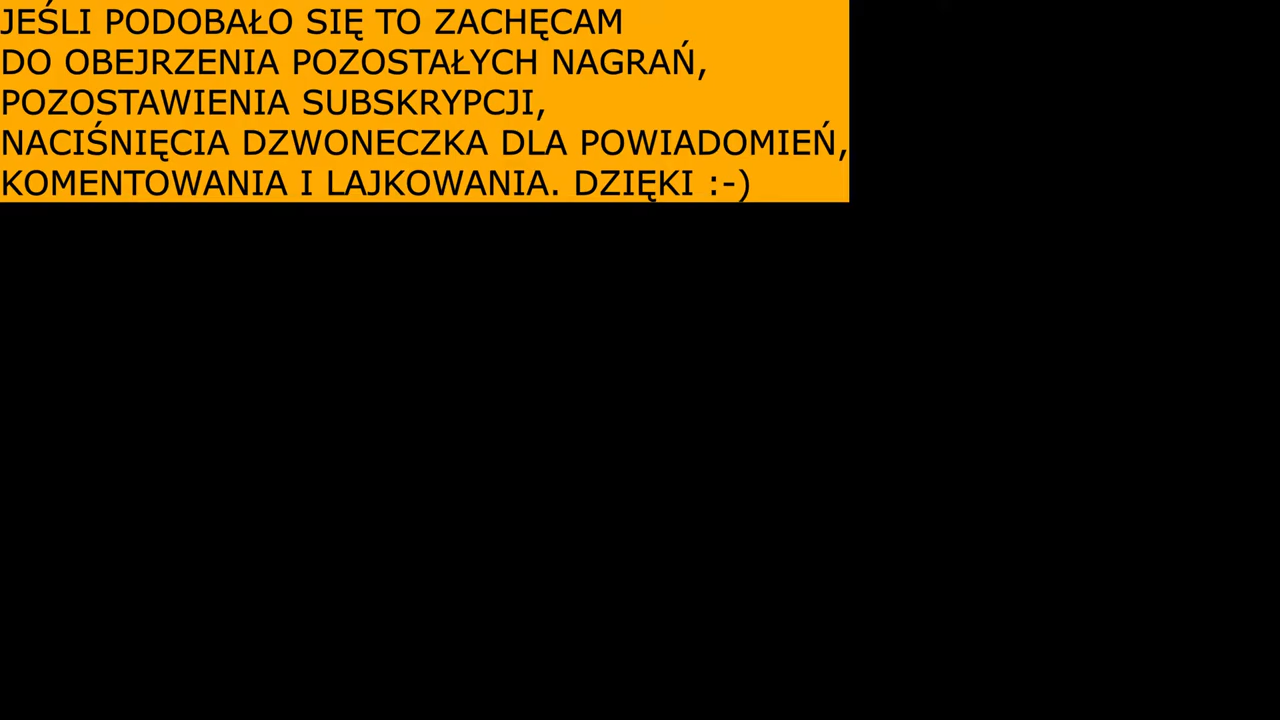 JEŚLI PODOBAŁO SIĘ TO ZACHĘCAM
DO OBEJRZENIA POZOSTAŁYCH NAGRAŃ,
POZOSTAWIENIA SUBSKRYPCJI,
NACIŚNIĘCIA DZWONECZKA DLA POWIADOMIEŃ,
KOMENTOWANIA I LAJKOWANIA. DZIĘKI :-)